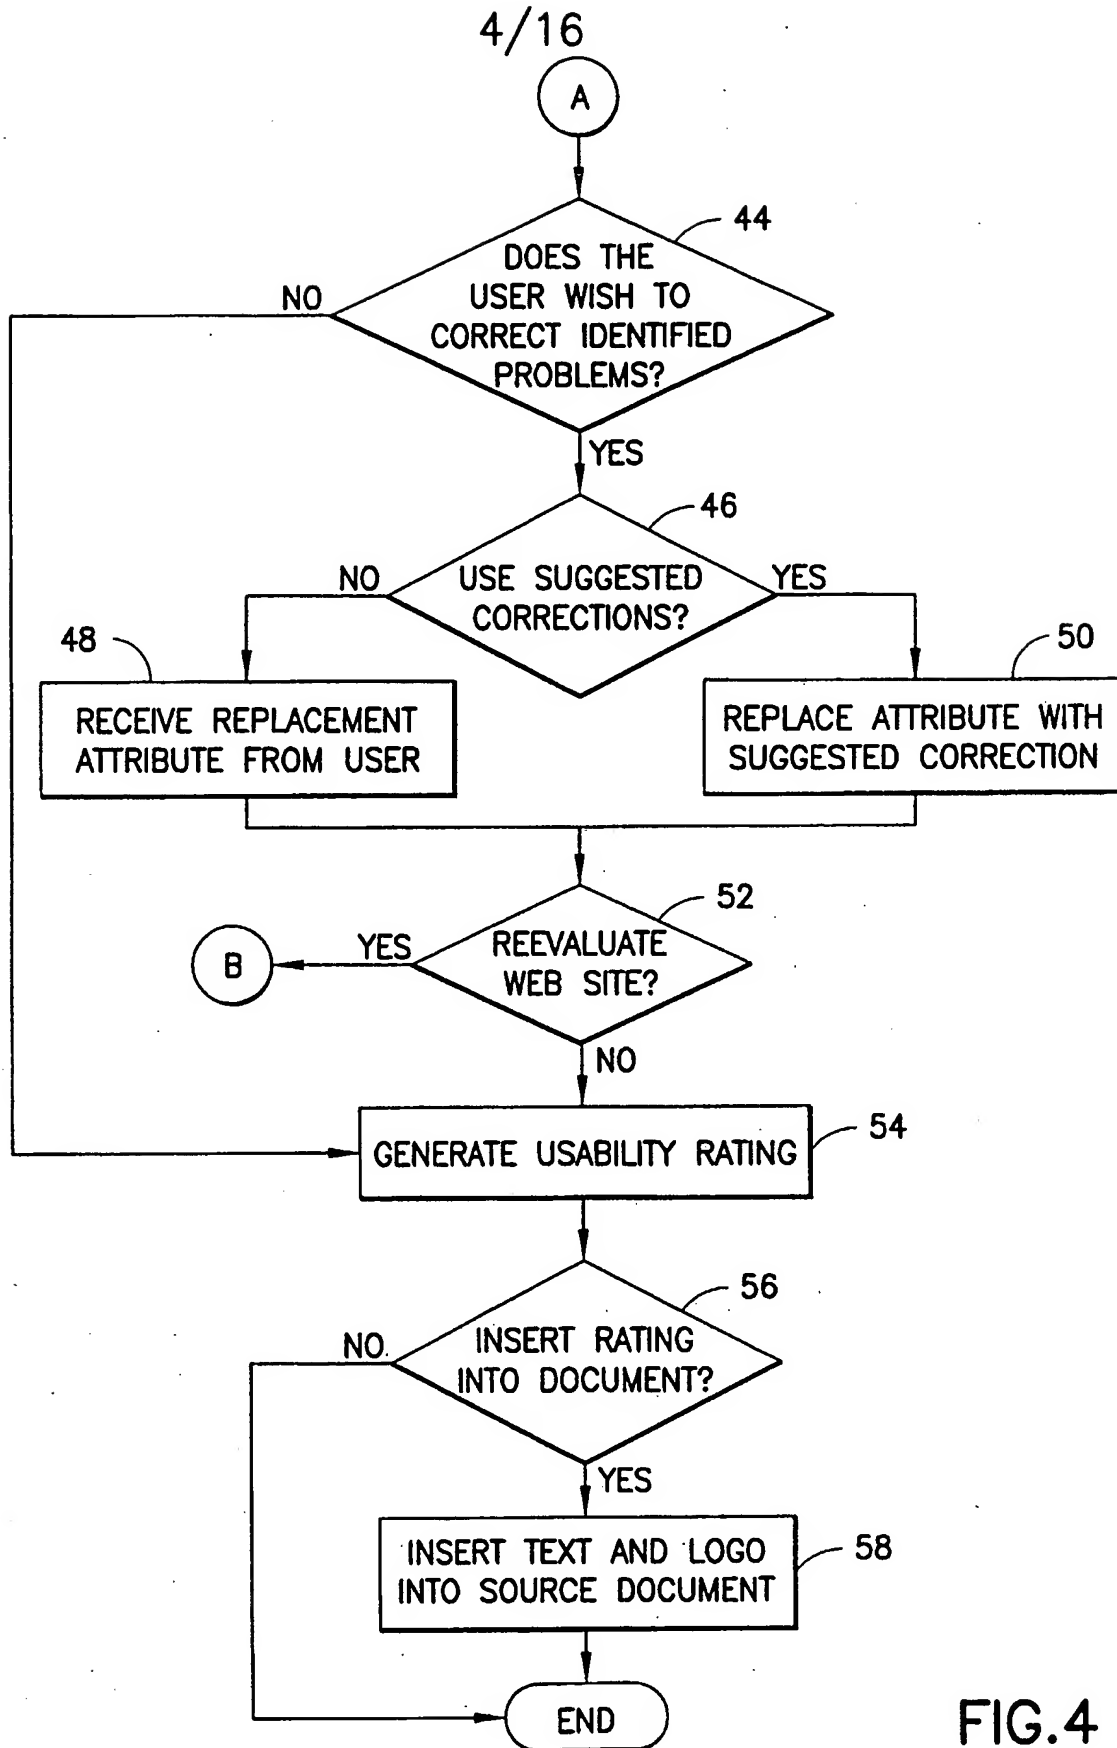 4/16
A
44
DOES THE
USER WISH TO
CORRECT IDENTIFIED
PROBLEMS?
NO
YES
46
USE SUGGESTED
CORRECTIONS?
NO
YES
48
RECEIVE REPLACEMENT
ATTRIBUTE FROM USER
50
REPLACE ATTRIBUTE WITH
SUGGESTED CORRECTION
52
REEVALUATE
WEB SITE?
YES
B
NO
54
GENERATE USABILITY RATING
56
INSERT RATING
INTO DOCUMENT?
NO
YES
58
INSERT TEXT AND LOGO
INTO SOURCE DOCUMENT
END
FIG.4